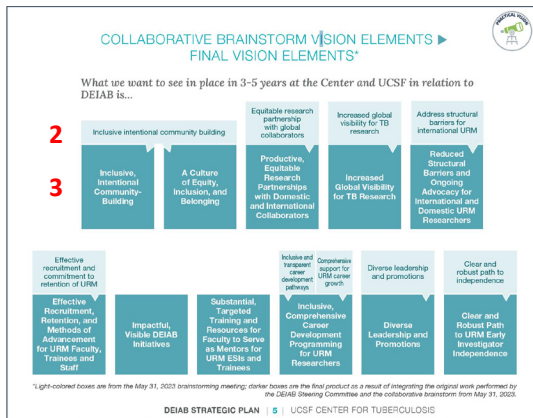 PRACTICAL VISION
COLLABORATIVE BRAINSTORM VISION ELEMENTS ▶
FINAL VISION ELEMENTS*
What we want to see in place in 3-5 years at the Center and UCSF in relation to
DEIAB is...
2
Inclusive intentional community building
Equitable research
partnership
with global
collaborators
Increased global
visibility for TB
research
Address structural
barriers for
international URM
3
Inclusive,
Intentional
Community-
Building
A Culture
of Equity,
Inclusion, and
Belonging
Productive,
Equitable
Research
Partnerships
with Domestic
and International
Collaborators
Increased
Global Visibility
for TB Research
Reduced
Structural
Barriers and
Ongoing
Advocacy for
International and
Domestic URM
Researchers
Effective
recruitment and
commitment to
retention of URM
Inclusive and
transparent
career
development
pathways
Comprehensive
support for
URM career
growth
Diverse leadership
and promotions
Clear and
robust path to
independence
Effective
Recruitment,
Retention, and
Methods of
Advancement
for URM Faculty,
Trainees and
Staff
Impactful,
Visible DEIAB
Initiatives
Substantial,
Targeted
Training and
Resources for
Faculty to Serve
as Mentors for
URM ESIs and
Trainees
Inclusive,
Comprehensive
Career
Development
Programming
for URM
Researchers
Diverse
Leadership and
Promotions
Clear and
Robust Path
to URM Early
Investigator
Independence
*Light-colored boxes are from the May 31, 2023 brainstorming meeting; darker boxes are the final product as a result of integrating the original work performed by
the DEIAB Steering Committee and the collaborative brainstorm from May 31, 2023.
DEIAB STRATEGIC PLAN | 5 | UCSF CENTER FOR TUBERCULOSIS